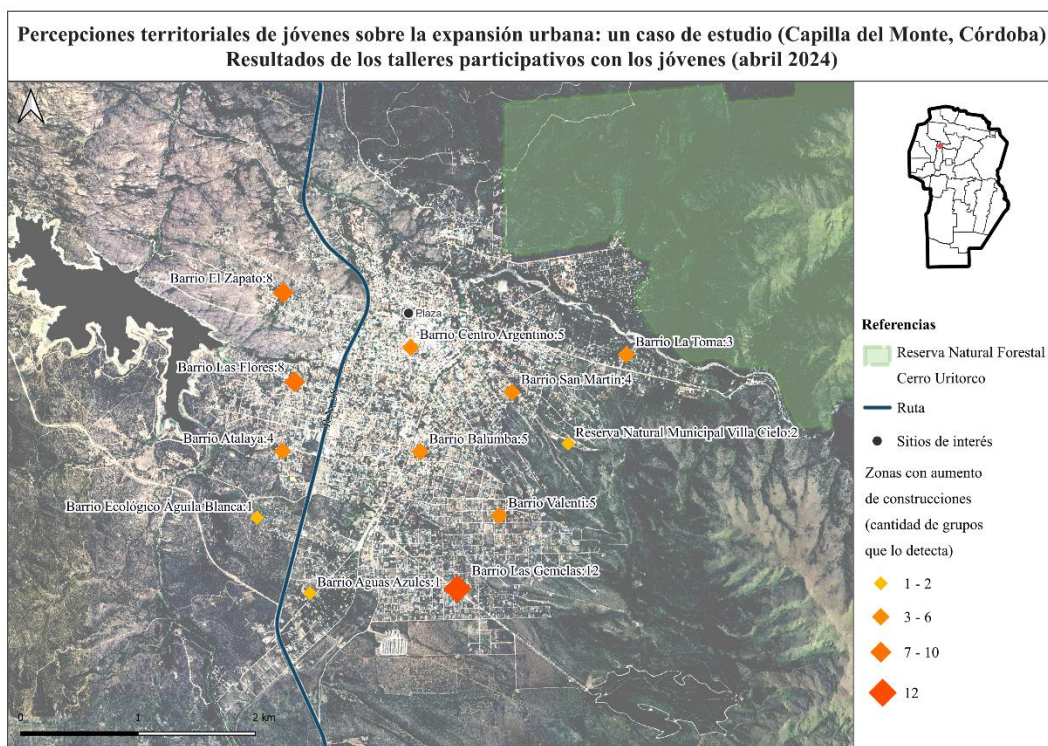 Percepciones territoriales de jóvenes sobre la expansión urbana: un caso de estudio (Capilla del Monte, Córdoba)
Resultados de los talleres participativos con los jóvenes (abril 2024)
Barrio El Zapato:8
Plaza
Barrio Centro Argentino:5
Barrio La Toma:3
Barrio Las Flores:8
Barrio San Martín:4
Barrio Atalaya:4
Barrio Balumba:5
Reserva Natural Municipal Villa Cielo:2
Barrio Ecológico Águila Blanca:1
Barrio Valenti:5
Barrio Las Gemelas:12
Barrio Aguas Azules:1
0
1
2 km
Referencias
Reserva Natural Forestal
Cerro Uritorco
Ruta
Sitios de interés
Zonas con aumento
de construcciones
(cantidad de grupos
que lo detecta)
1 - 2
3 - 6
7 - 10
12